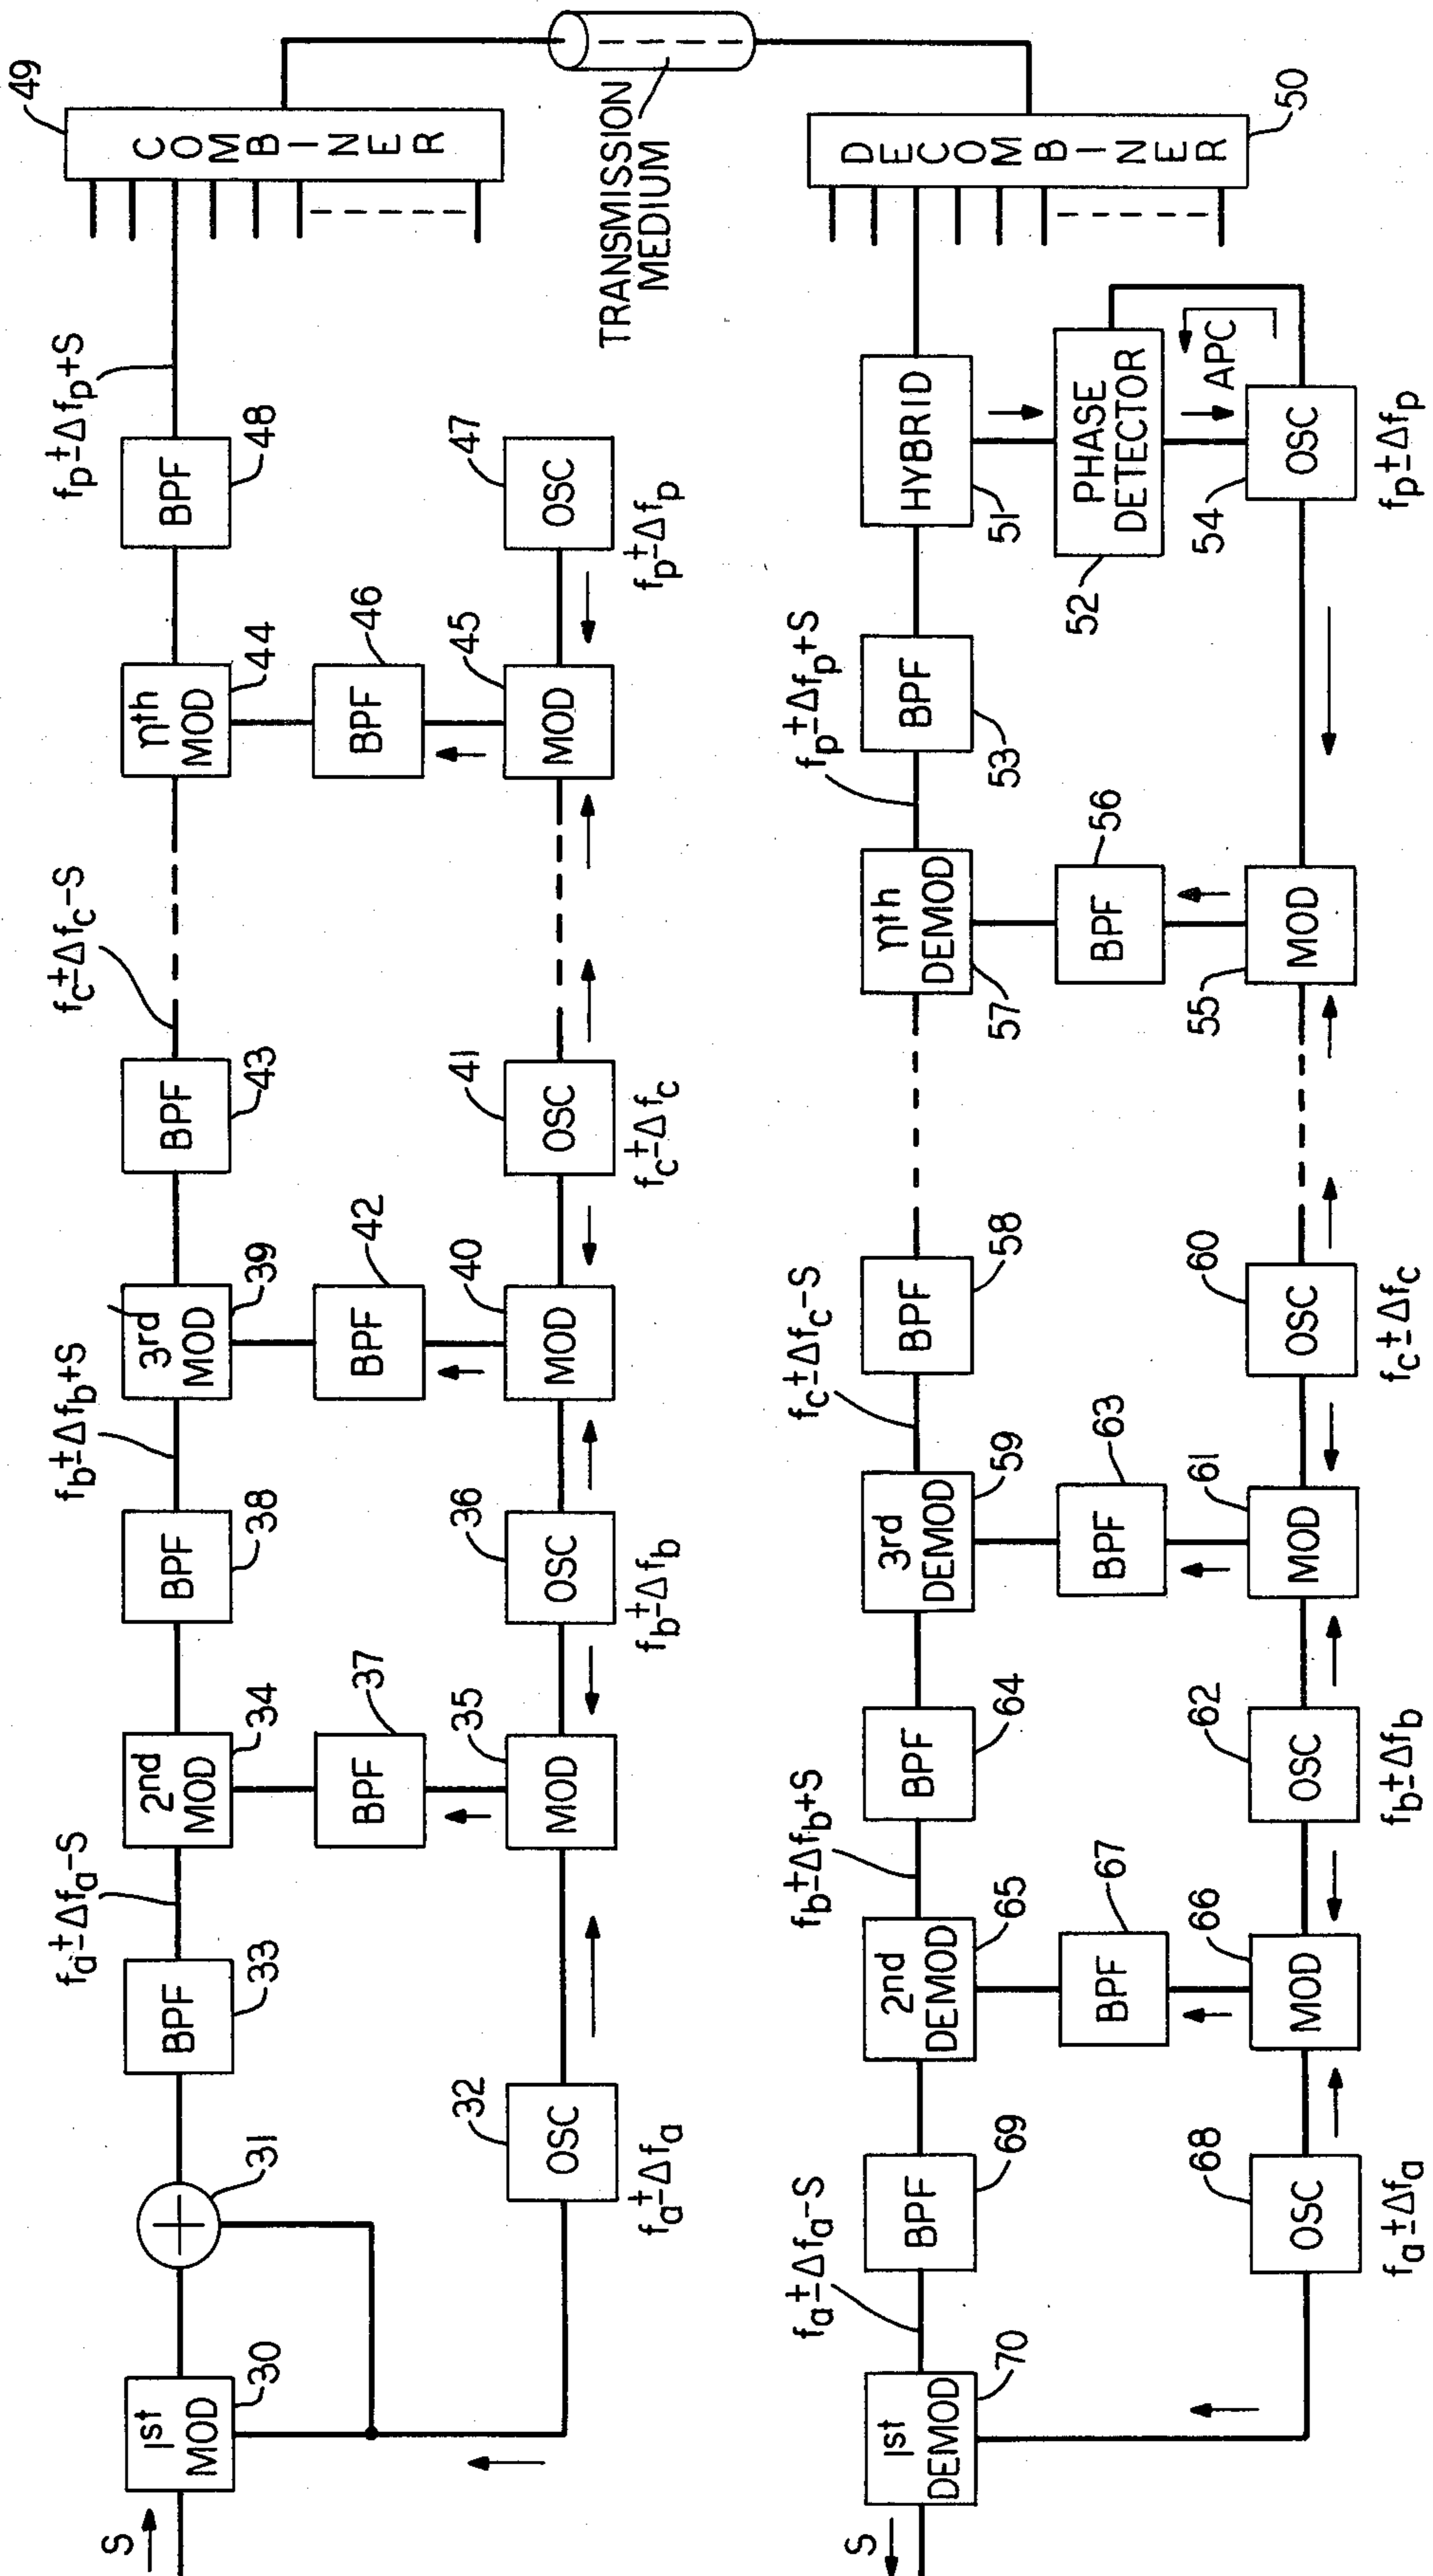 S
1st MOD
30
31
BPF
33
fa±Δfa-S
2nd MOD
34
BPF
38
fb±Δfb+S
3rd MOD
39
BPF
43
fc±Δfc-S
nth MOD
44
BPF
48
fp±Δfp+S
COMBINER
49
BPF
37
BPF
42
BPF
46
OSC
32
fa±Δfa
MOD
35
OSC
36
fb±Δfb
MOD
40
OSC
41
fc±Δfc
MOD
45
OSC
47
fp±Δfp
TRANSMISSION
MEDIUM
S
1st DEMOD
70
fa±Δfa-S
BPF
69
2nd DEMOD
65
fb±Δfb+S
BPF
64
3rd DEMOD
59
fc±Δfc-S
BPF
58
nth DEMOD
57
fp±Δfp+S
BPF
53
HYBRID
51
DECOMBINER
50
BPF
67
BPF
63
BPF
56
PHASE
DETECTOR
52
APC
OSC
68
fa±Δfa
MOD
66
OSC
62
fb±Δfb
MOD
61
OSC
60
fc±Δfc
MOD
55
OSC
54
fp±Δfp